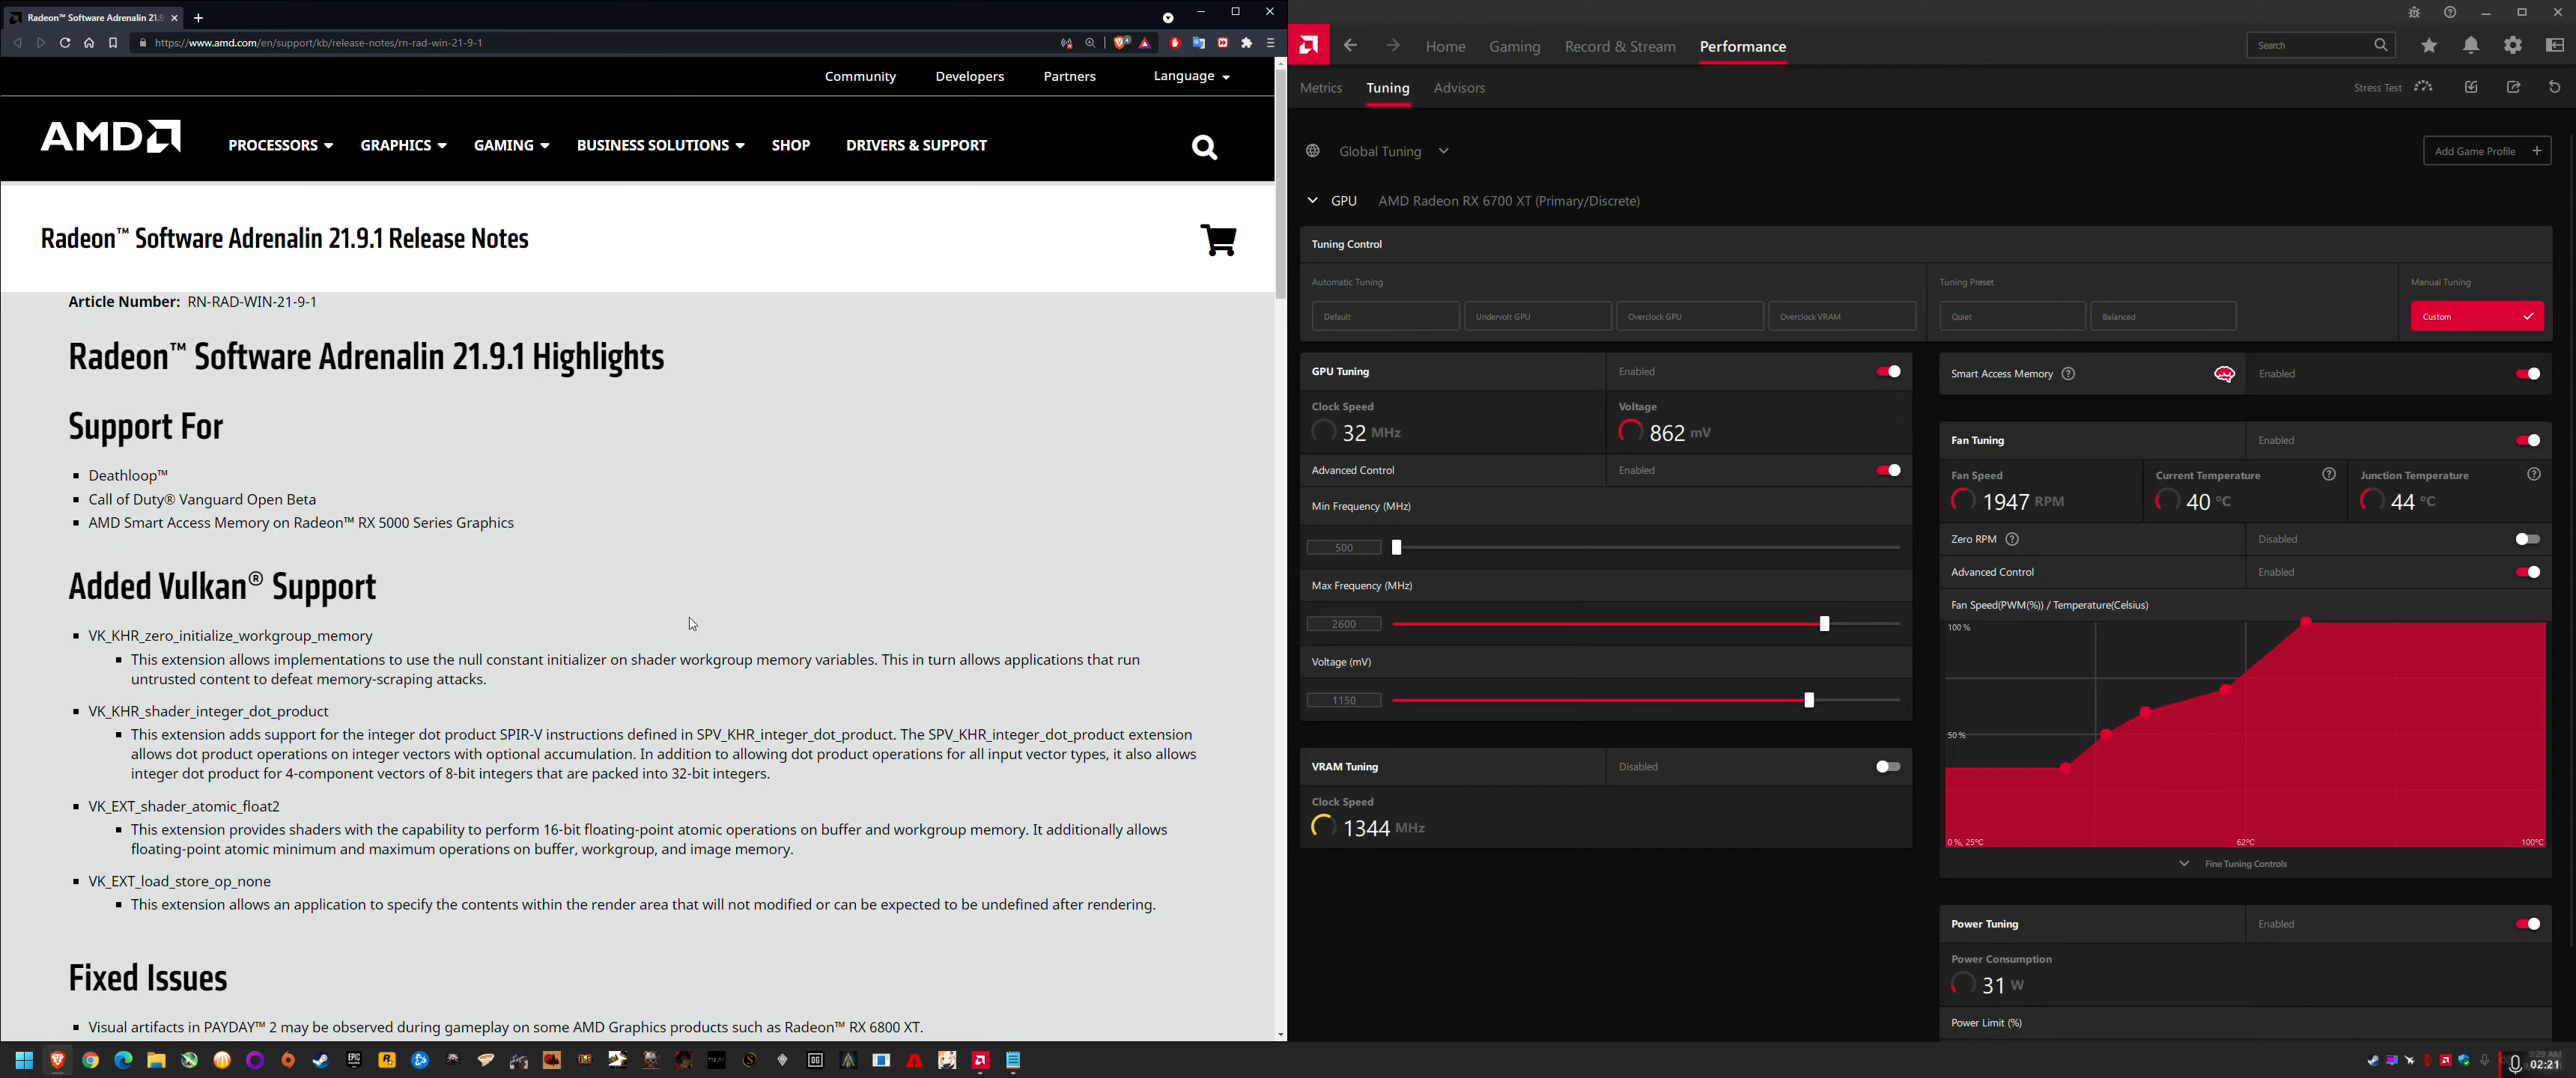 Radeon™ Software Adrenalin 21.9
https://www.amd.com/en/support/kb/release-notes/rn-rad-win-21-9-1
Community Developers Partners Language
AMD PROCESSORS GRAPHICS GAMING BUSINESS SOLUTIONS SHOP DRIVERS & SUPPORT
Radeon™ Software Adrenalin 21.9.1 Release Notes
Article Number: RN-RAD-WIN-21-9-1
Radeon™ Software Adrenalin 21.9.1 Highlights
Support For
Deathloop™
Call of Duty® Vanguard Open Beta
AMD Smart Access Memory on Radeon™ RX 5000 Series Graphics
Added Vulkan® Support
VK_KHR_zero_initialize_workgroup_memory
This extension allows implementations to use the null constant initializer on shader workgroup memory variables. This in turn allows applications that run
untrusted content to defeat memory-scraping attacks.
VK_KHR_shader_integer_dot_product
This extension adds support for the integer dot product SPIR-V instructions defined in SPV_KHR_integer_dot_product. The SPV_KHR_integer_dot_product extension
allows dot product operations on integer vectors with optional accumulation. In addition to allowing dot product operations for all input vector types, it also allows
integer dot product for 4-component vectors of 8-bit integers that are packed into 32-bit integers.
VK_EXT_shader_atomic_float2
This extension provides shaders with the capability to perform 16-bit floating-point atomic operations on buffer and workgroup memory. It additionally allows
floating-point atomic minimum and maximum operations on buffer, workgroup, and image memory.
VK_EXT_load_store_op_none
This extension allows an application to specify the contents within the render area that will not modified or can be expected to be undefined after rendering.
Fixed Issues
Visual artifacts in PAYDAY™ 2 may be observed during gameplay on some AMD Graphics products such as Radeon™ RX 6800 XT.
Home Gaming Record & Stream Performance Search
Metrics Tuning Advisors Stress Test
Global Tuning Add Game Profile
GPU AMD Radeon RX 6700 XT (Primary/Discrete)
Tuning Control
Automatic Tuning Tuning Preset Manual Tuning
Default Undervolt GPU Overclock GPU Overclock VRAM Quiet Balanced Custom
GPU Tuning Enabled
Clock Speed Voltage
32 MHz 862 mV
Advanced Control Enabled
Min Frequency (MHz)
500
Max Frequency (MHz)
2600
Voltage (mV)
1150
VRAM Tuning Disabled
Clock Speed
1344 MHz
Smart Access Memory Enabled
Fan Tuning Enabled
Fan Speed Current Temperature Junction Temperature
1947 RPM 40 °C 44 °C
Zero RPM Disabled
Advanced Control Enabled
Fan Speed(PWM(%)) / Temperature(Celsius)
100 %
50 %
0 %, 25°C 62°C 100°C
Fine Tuning Controls
Power Tuning Enabled
Power Consumption
31 W
Power Limit (%)
02:21